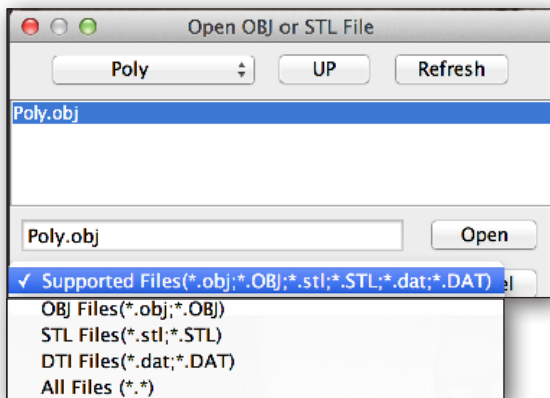 Open OBJ or STL File
Poly UP Refresh
Poly.obj
Poly.obj Open
✓ Supported Files(*.obj;*.OBJ;*.stl;*.STL;*.dat;*.DAT)
OBJ Files(*.obj;*.OBJ)
STL Files(*.stl;*.STL)
DTI Files(*.dat;*.DAT)
All Files (*.*)